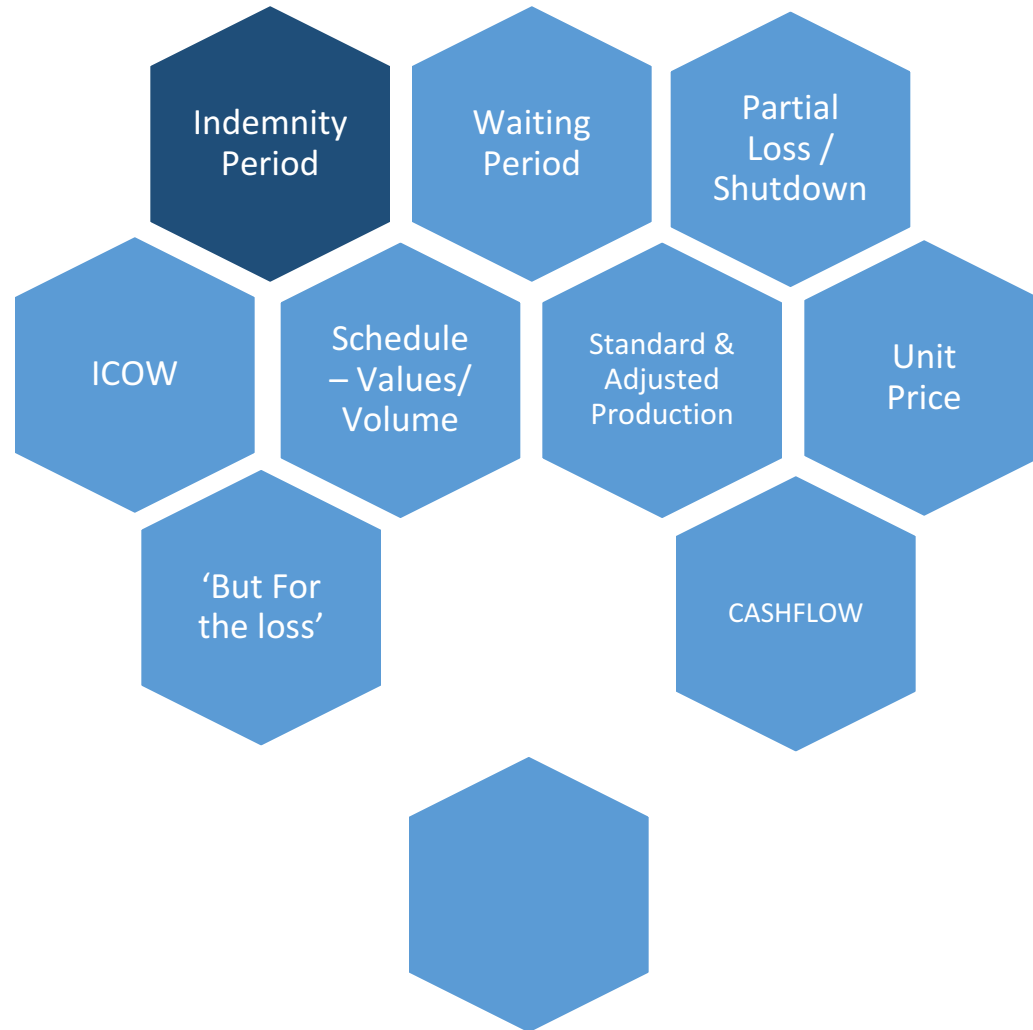 Indemnity
Period
Waiting
Period
Partial
Loss /
Shutdown
ICOW
Schedule
– Values/
Volume
Standard &
Adjusted
Production
Unit
Price
‘But For
the loss’
CASHFLOW